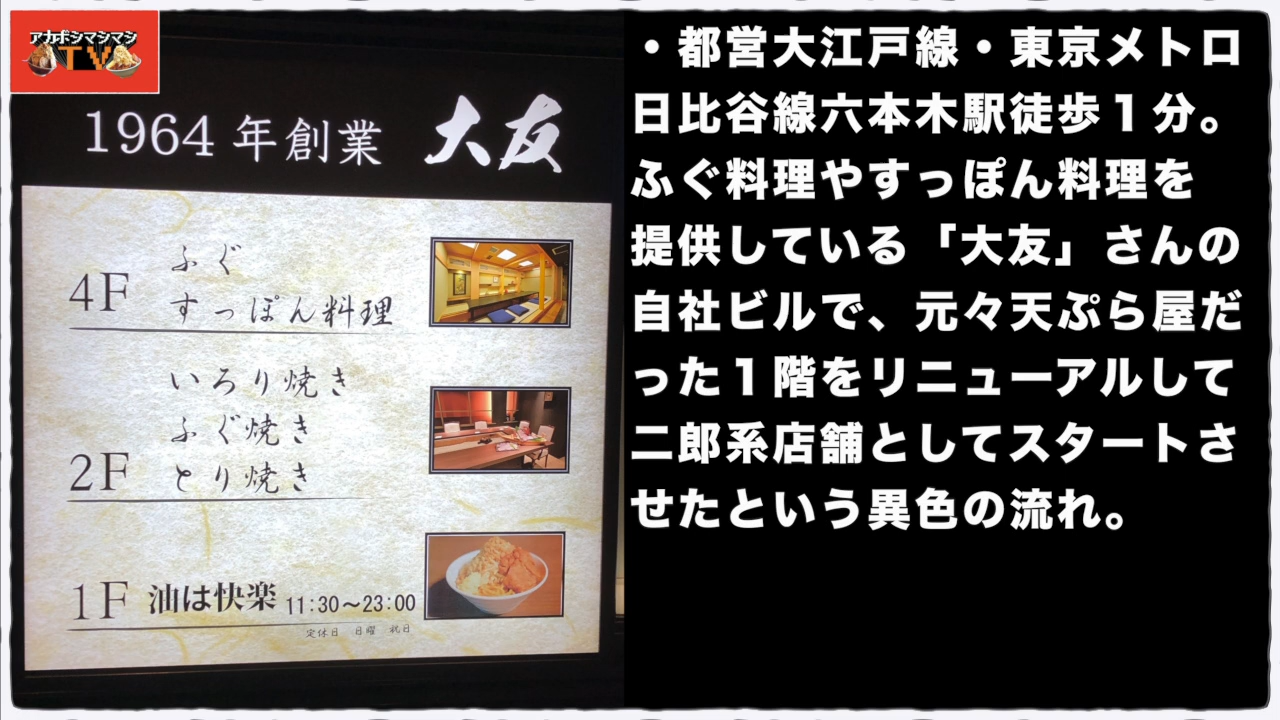 アカボシマシマシ
TV
1964年創業 大友
4F
ふぐ
すっぽん料理
2F
いろり焼き
ふぐ焼き
とり焼き
1F 油は快楽 11:30～23:00
定休日 日曜 祝日
・都営大江戸線・東京メトロ
日比谷線六本木駅徒歩１分。
ふぐ料理やすっぽん料理を
提供している「大友」さんの
自社ビルで、元々天ぷら屋だ
った１階をリニューアルして
二郎系店舗としてスタートさ
せたという異色の流れ。